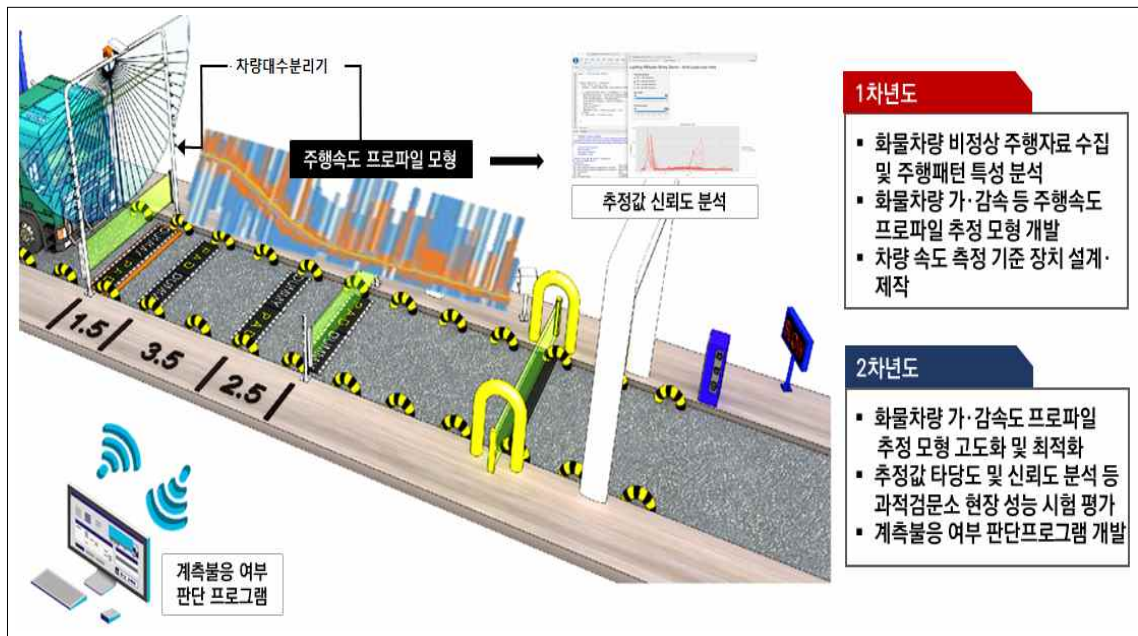 차량대수분리기
주행속도 프로파일 모형
추정값 신뢰도 분석
1.5
3.5
2.5
DUMMY PAD
계측불응 여부
판단 프로그램
1차년도
▪ 화물차량 비정상 주행자료 수집
및 주행패턴 특성 분석
▪ 화물차량 가·감속 등 주행속도
프로파일 추정 모형 개발
▪ 차량 속도 측정 기준 장치 설계·
제작
2차년도
▪ 화물차량 가·감속도 프로파일
추정 모형 고도화 및 최적화
▪ 추정값 타당도 및 신뢰도 분석 등
과적검문소 현장 성능 시험 평가
▪ 계측불응 여부 판단프로그램 개발